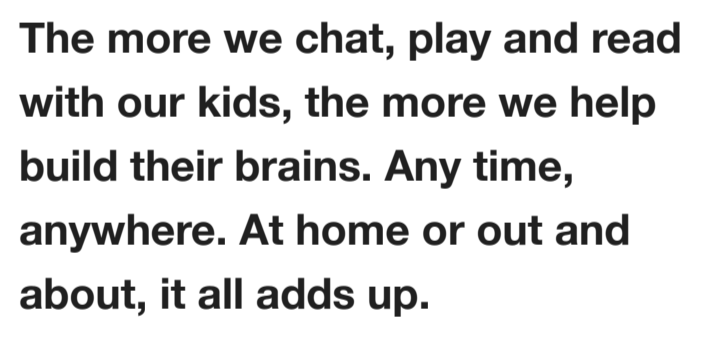 The more we chat, play and read
with our kids, the more we help
build their brains. Any time,
anywhere. At home or out and
about, it all adds up.